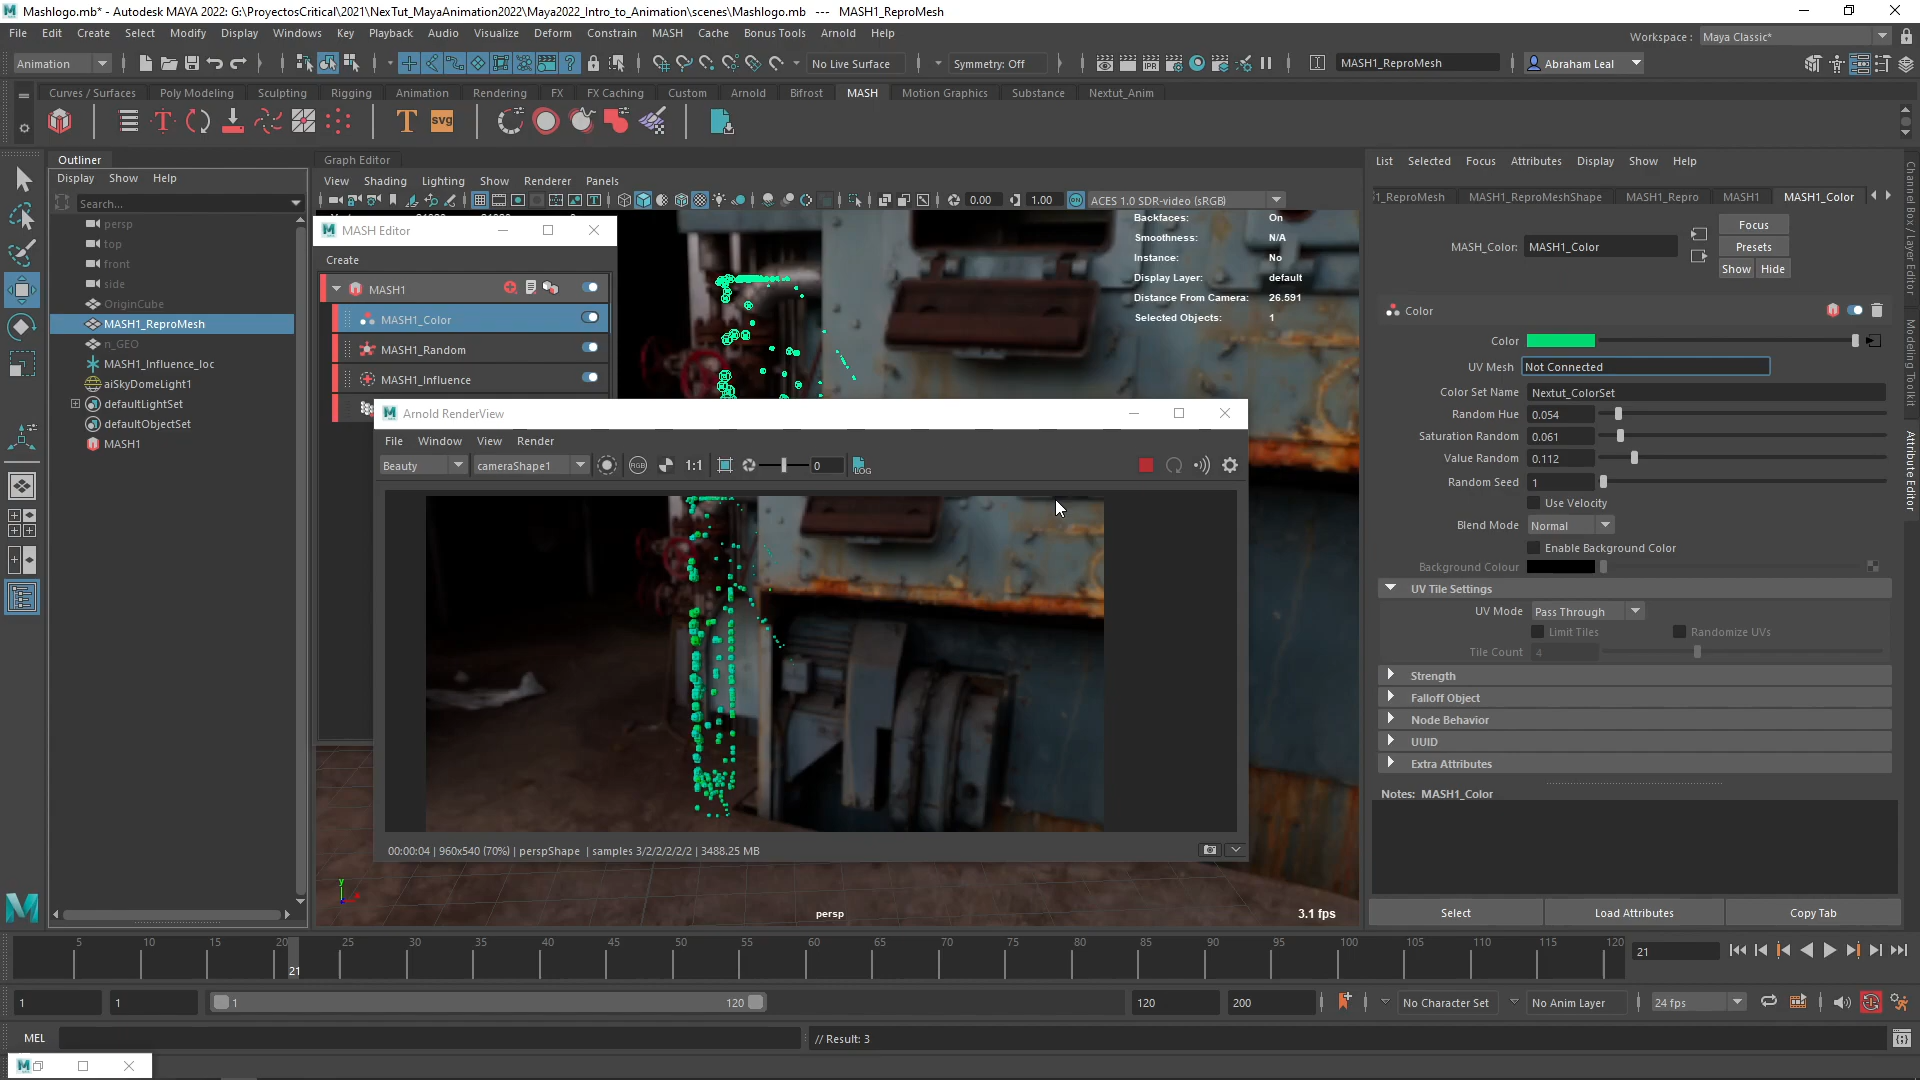 Mashlogo.mb* - Autodesk MAYA 2022: G:\ProyectosCritical\2021\NexTut_MayaAnimation2022\Maya2022_Intro_to_Animation\scenes\Mashlogo.mb --- MASH1_ReproMesh
File Edit Create Select Modify Display Windows Key Playback Audio Visualize Deform Constrain MASH Cache Bonus Tools Arnold Help
Workspace : Maya Classic*
Animation
No Live Surface
Symmetry: Off
MASH1_ReproMesh
Abraham Leal
Curves / Surfaces Poly Modeling Sculpting Rigging Animation Rendering FX FX Caching Custom Arnold Bifrost MASH Motion Graphics Substance Nextut_Anim
T svg
Outliner
Display Show Help
Search...
persp
top
front
side
OriginCube
MASH1_ReproMesh
n_GEO
MASH1_Influence_loc
aiSkyDomeLight1
defaultLightSet
defaultObjectSet
MASH1
Graph Editor
View Shading Lighting Show Renderer Panels
0.00 1.00 ACES 1.0 SDR-video (sRGB)
Backfaces: On
Smoothness: N/A
Instance: No
Display Layer: default
Distance From Camera: 26.591
Selected Objects: 1
MASH Editor
Create
MASH1
MASH1_Color
MASH1_Random
MASH1_Influence
Arnold RenderView
File Window View Render
Beauty cameraShape1 RGB 1:1 0 LOG
00:00:04 | 960x540 (70%) | perspShape | samples 3/2/2/2/2/2 | 3488.25 MB
persp
3.1 fps
y
List Selected Focus Attributes Display Show Help
1_ReproMesh MASH1_ReproMeshShape MASH1_Repro MASH1 MASH1_Color
Focus
MASH_Color: MASH1_Color
Presets
Show Hide
Color
Color
UV Mesh Not Connected
Color Set Name Nextut_ColorSet
Random Hue 0.054
Saturation Random 0.061
Value Random 0.112
Random Seed 1
Use Velocity
Blend Mode Normal
Enable Background Color
Background Colour
UV Tile Settings
UV Mode Pass Through
Limit Tiles Randomize UVs
Tile Count 4
Strength
Falloff Object
Node Behavior
UUID
Extra Attributes
Notes: MASH1_Color
Select Load Attributes Copy Tab
Channel Box / Layer Editor
Modeling Toolkit
Attribute Editor
5 10 15 20 25 30 35 40 45 50 55 60 65 70 75 80 85 90 95 100 105 110 115 120
21
21
1 1 1 120 120 200 No Character Set No Anim Layer 24 fps
MEL // Result: 3